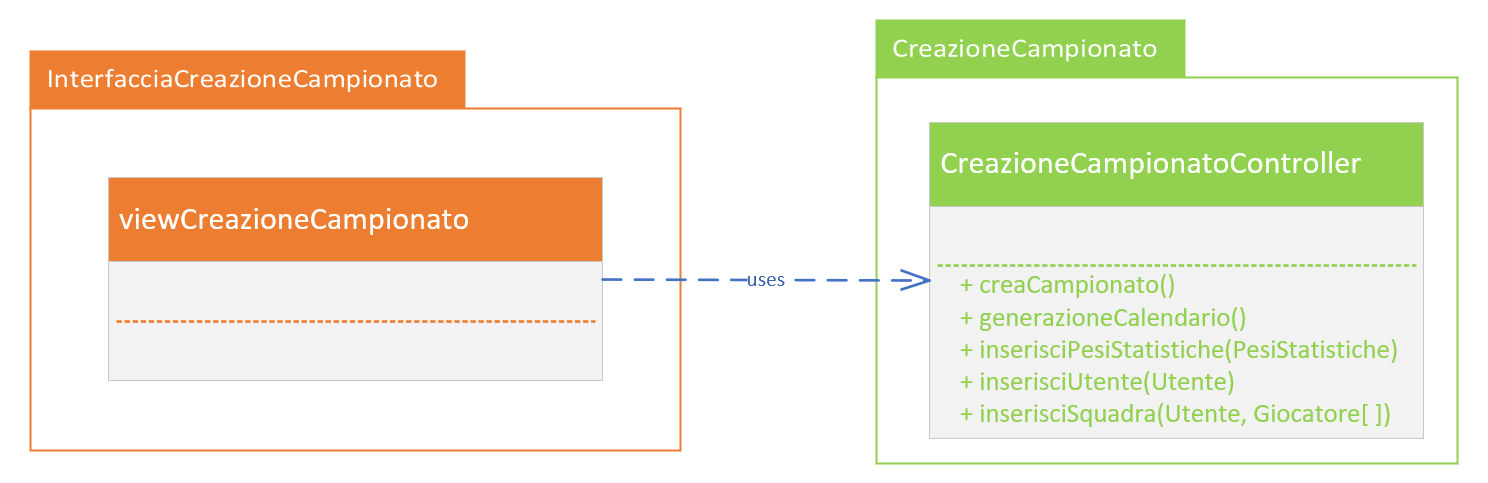 InterfacciaCreazioneCampionato
viewCreazioneCampionato
uses
CreazioneCampionato
CreazioneCampionatoController
+ creaCampionato()
+ generazioneCalendario()
+ inserisciPesiStatistiche(PesiStatistiche)
+ inserisciUtente(Utente)
+ inserisciSquadra(Utente, Giocatore[ ])